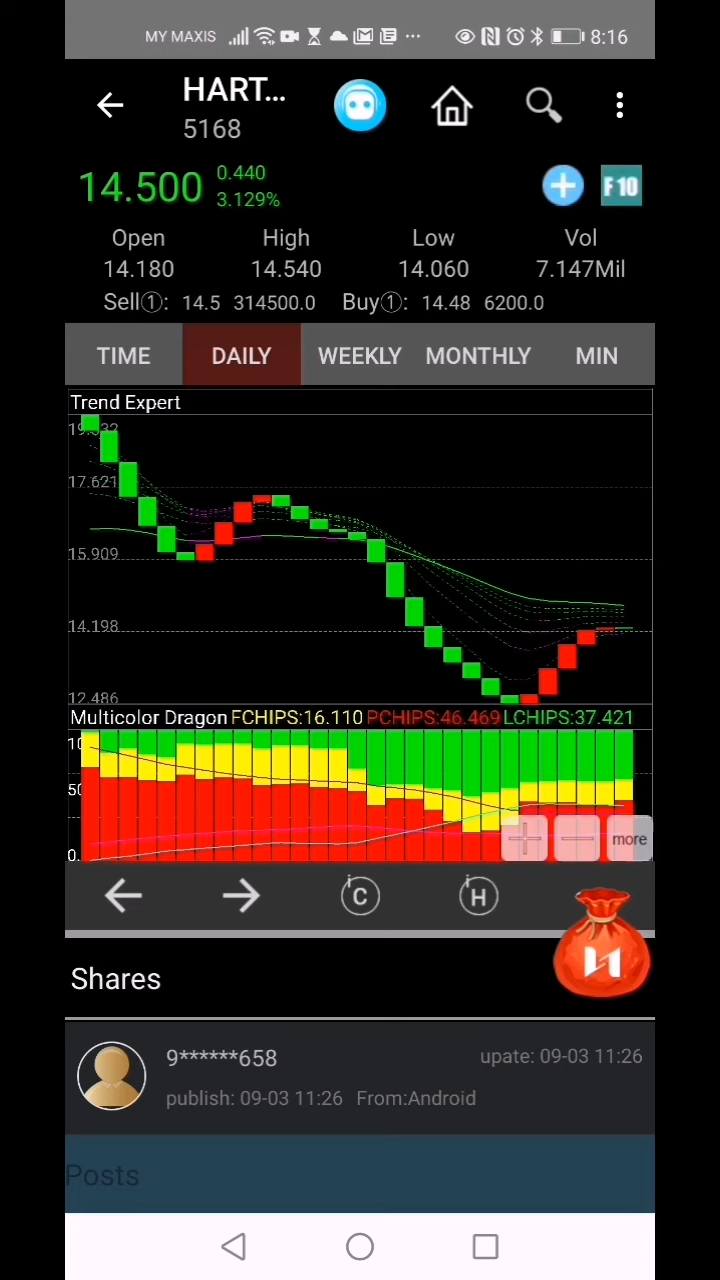 MY MAXIS ... 8:16
HART...
5168
14.500 0.440
3.129%
F10
Open High Low Vol
14.180 14.540 14.060 7.147Mil
Sell①: 14.5 314500.0 Buy①: 14.48 6200.0
TIME DAILY WEEKLY MONTHLY MIN
Trend Expert
17.621
15.909
14.198
12.486
Multicolor Dragon FCHIPS:16.110 PCHIPS:46.469 LCHIPS:37.421
10
50
0.
more
C H
Shares
9******658 upate: 09-03 11:26
publish: 09-03 11:26 From:Android
Posts